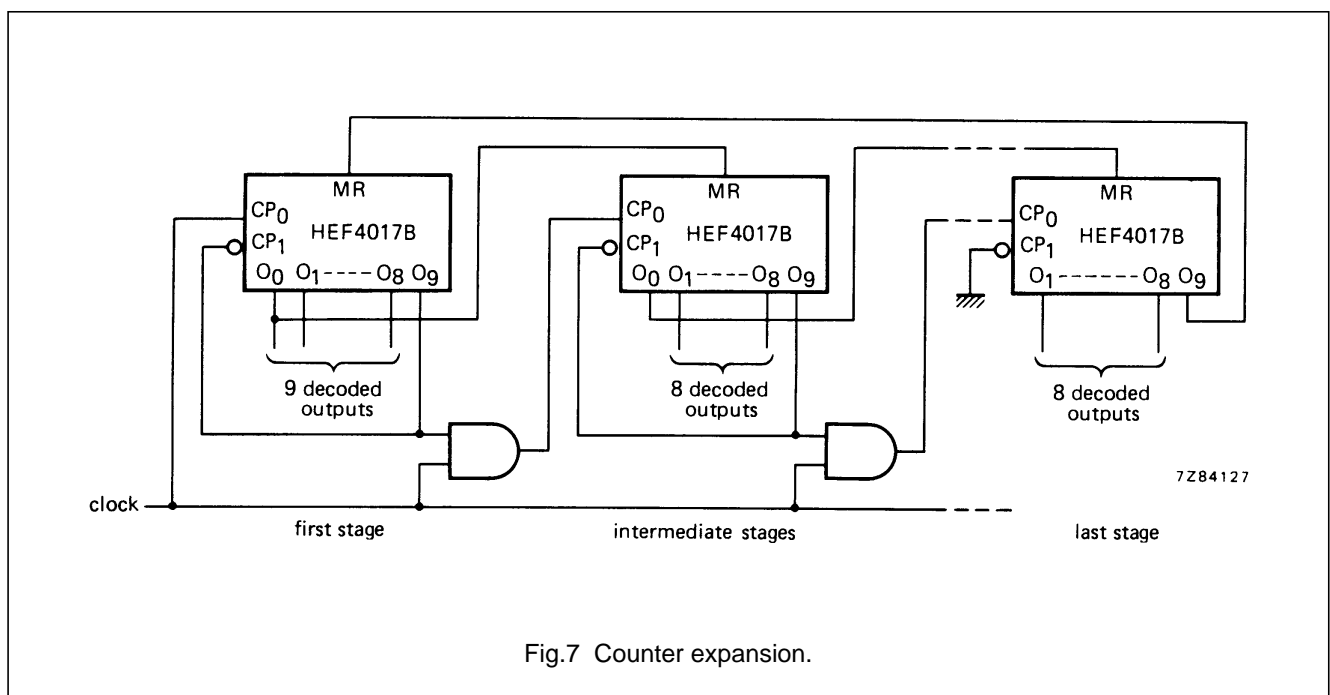 MR
CP0
HEF4017B
CP1
O0 O1 ---- O8 O9
9 decoded
outputs
MR
CP0
HEF4017B
CP1
O0 O1 ---- O8 O9
8 decoded
outputs
MR
CP0
HEF4017B
CP1
O1 ------- O8 O9
8 decoded
outputs
7Z84127
clock
first stage
intermediate stages
last stage
Fig.7 Counter expansion.